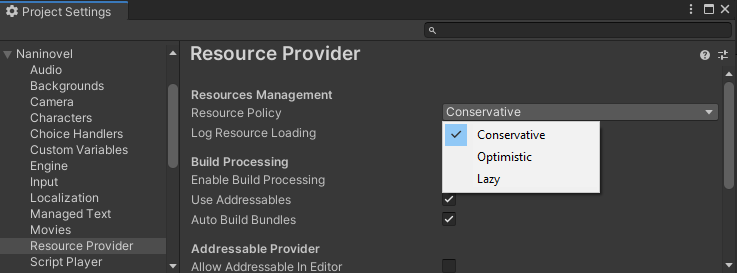 Project Settings
Naninovel
Audio
Backgrounds
Camera
Characters
Choice Handlers
Custom Variables
Engine
Input
Localization
Managed Text
Movies
Resource Provider
Script Player
Resource Provider
Resources Management
Resource Policy Conservative
Log Resource Loading
Conservative
Optimistic
Lazy
Build Processing
Enable Build Processing
Use Addressables
Auto Build Bundles
Addressable Provider
Allow Addressable In Editor